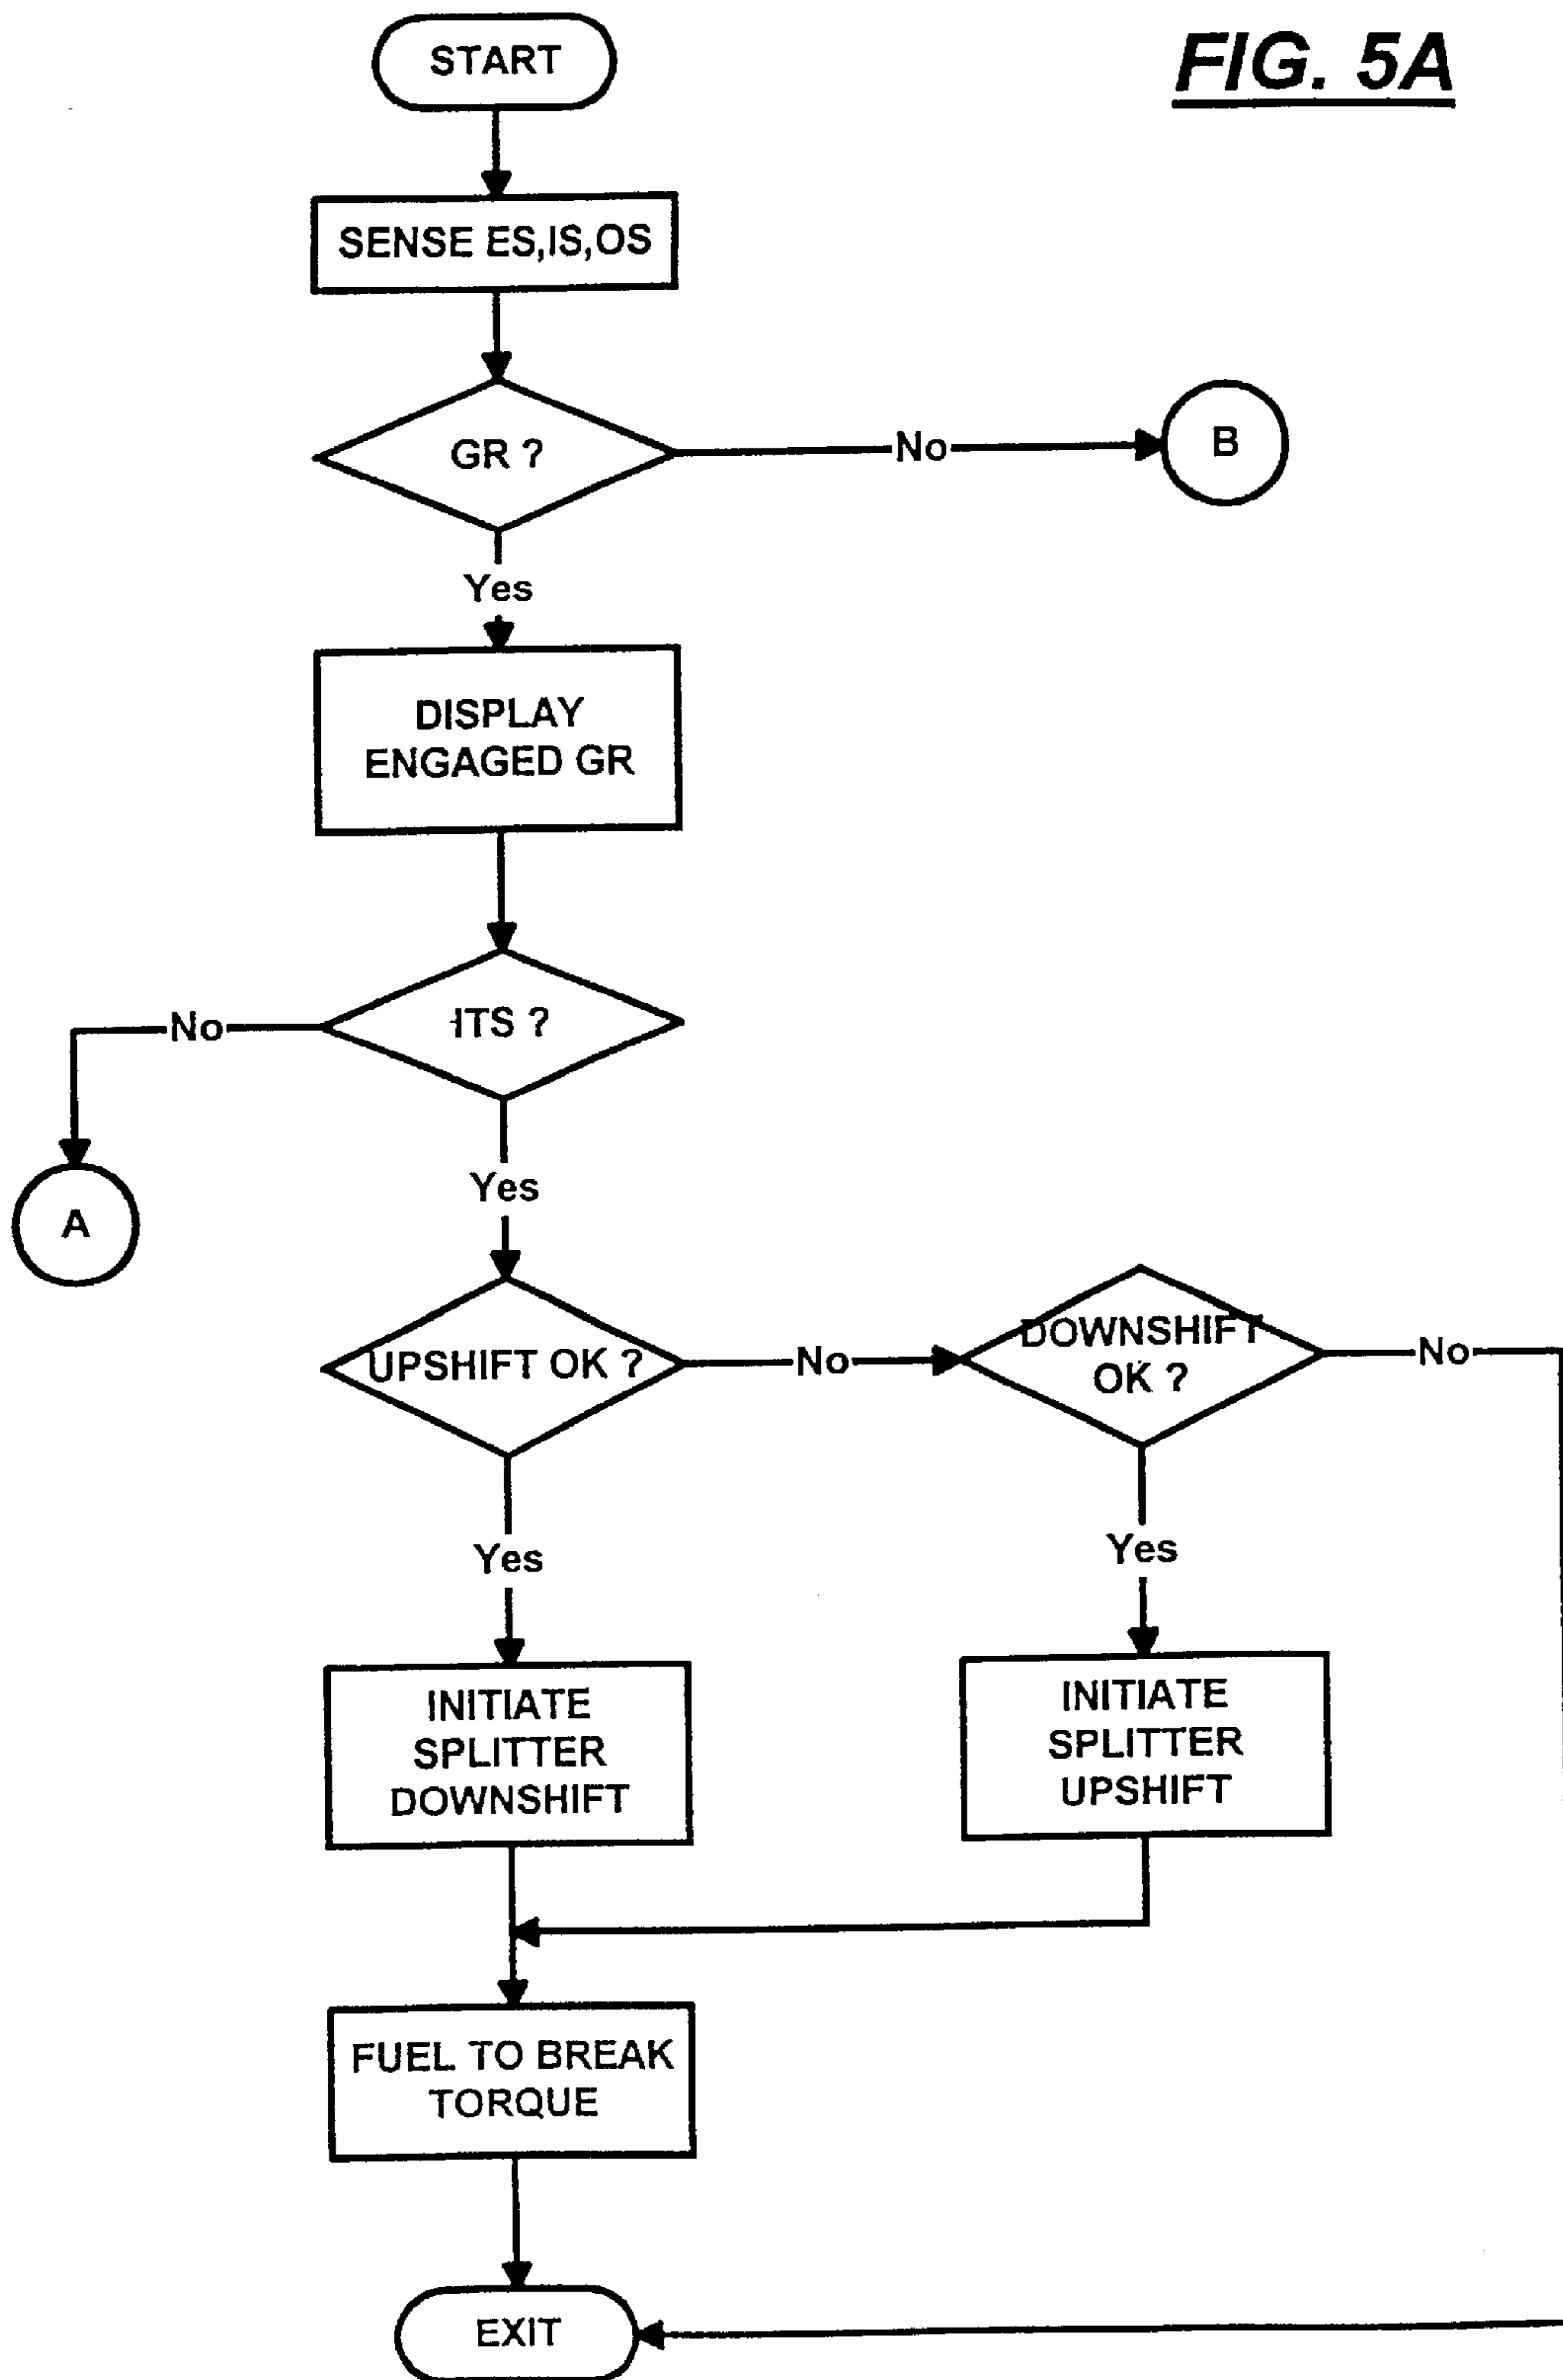 FIG. 5A
START
SENSE ES,IS,OS
GR ?
No
B
Yes
DISPLAY
ENGAGED GR
ITS ?
No
A
Yes
UPSHIFT OK ?
No
DOWNSHIFT
OK ?
No
Yes
Yes
INITIATE
SPLITTER
DOWNSHIFT
INITIATE
SPLITTER
UPSHIFT
FUEL TO BREAK
TORQUE
EXIT